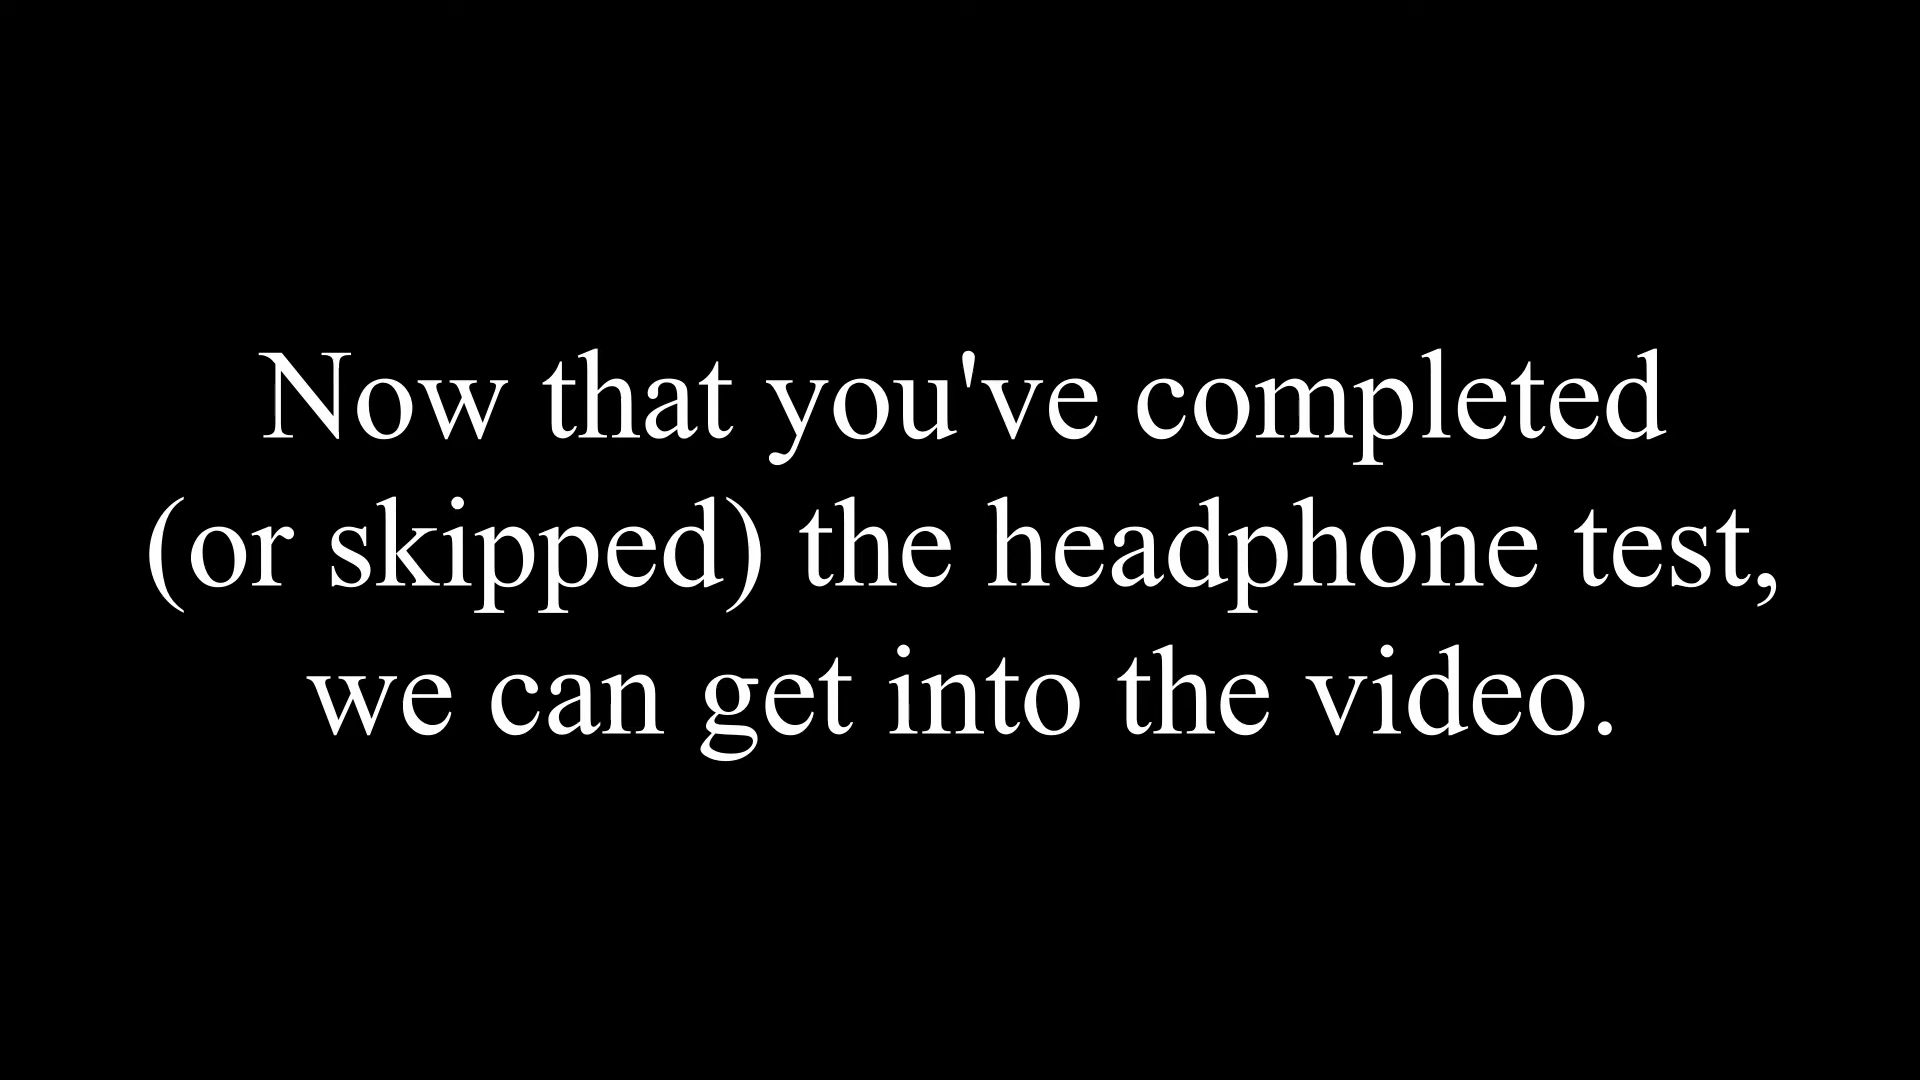 Now that you've completed
(or skipped) the headphone test,
we can get into the video.